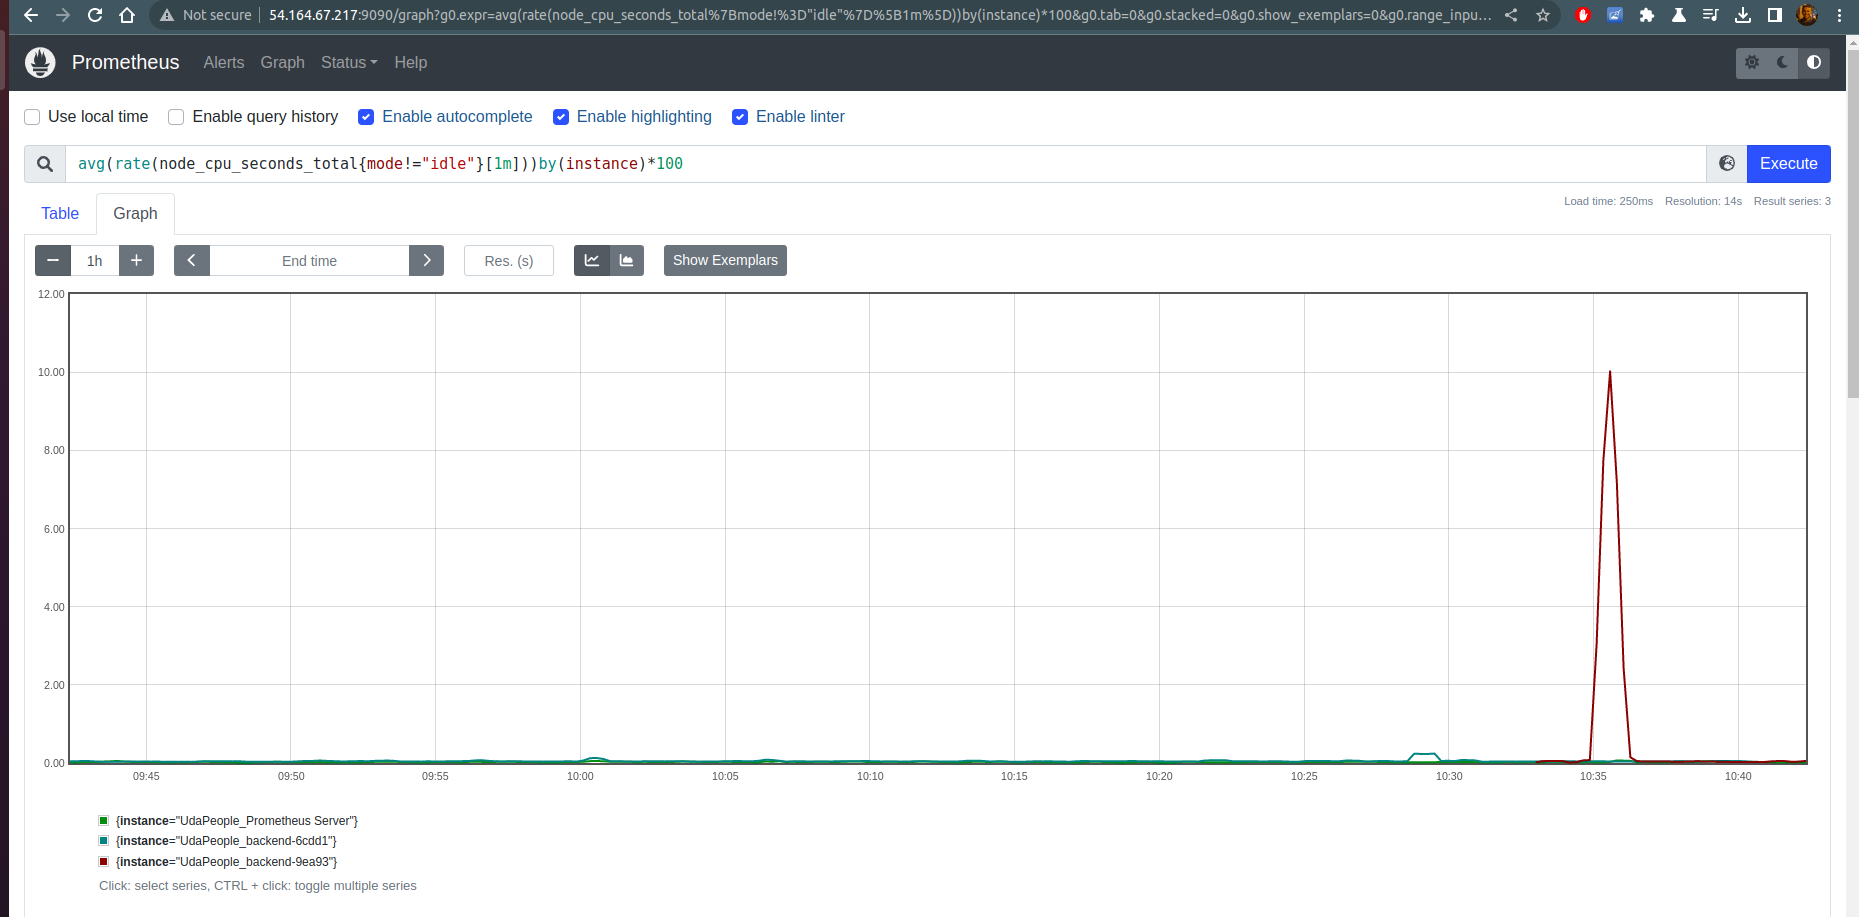 Not secure 54.164.67.217:9090/graph?g0.expr=avg(rate(node_cpu_seconds_total%7Bmode!%3D"idle"%7D%5B1m%5D))by(instance)*100&g0.tab=0&g0.stacked=0&g0.show_exemplars=0&g0.range_inpu...
Prometheus Alerts Graph Status Help
Use local time Enable query history Enable autocomplete Enable highlighting Enable linter
avg(rate(node_cpu_seconds_total{mode!="idle"}[1m]))by(instance)*100 Execute
Load time: 250ms Resolution: 14s Result series: 3
Table Graph
− 1h + End time Res. (s) Show Exemplars
12.00
10.00
8.00
6.00
4.00
2.00
0.00
09:45 09:50 09:55 10:00 10:05 10:10 10:15 10:20 10:25 10:30 10:35 10:40
{instance="UdaPeople_Prometheus Server"}
{instance="UdaPeople_backend-6cdd1"}
{instance="UdaPeople_backend-9ea93"}
Click: select series, CTRL + click: toggle multiple series